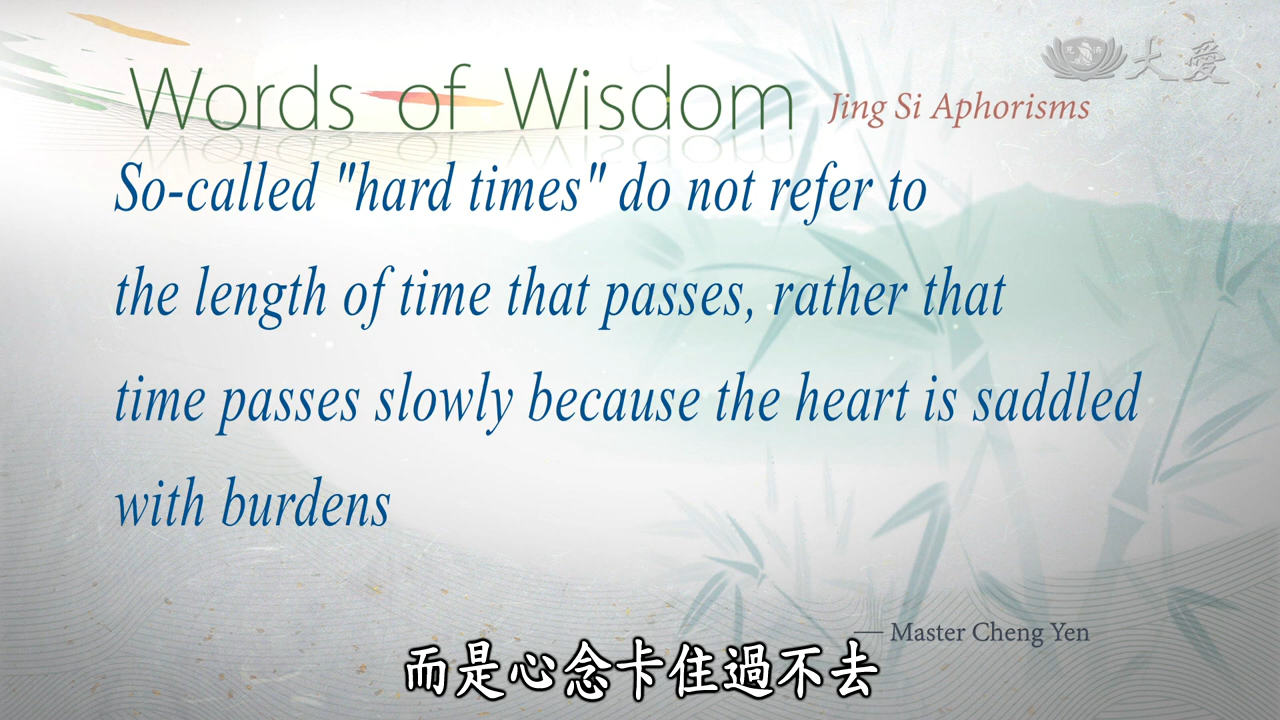 大愛
Words of Wisdom Jing Si Aphorisms
So-called "hard times" do not refer to
the length of time that passes, rather that
time passes slowly because the heart is saddled
with burdens
— Master Cheng Yen
而是心念卡住過不去